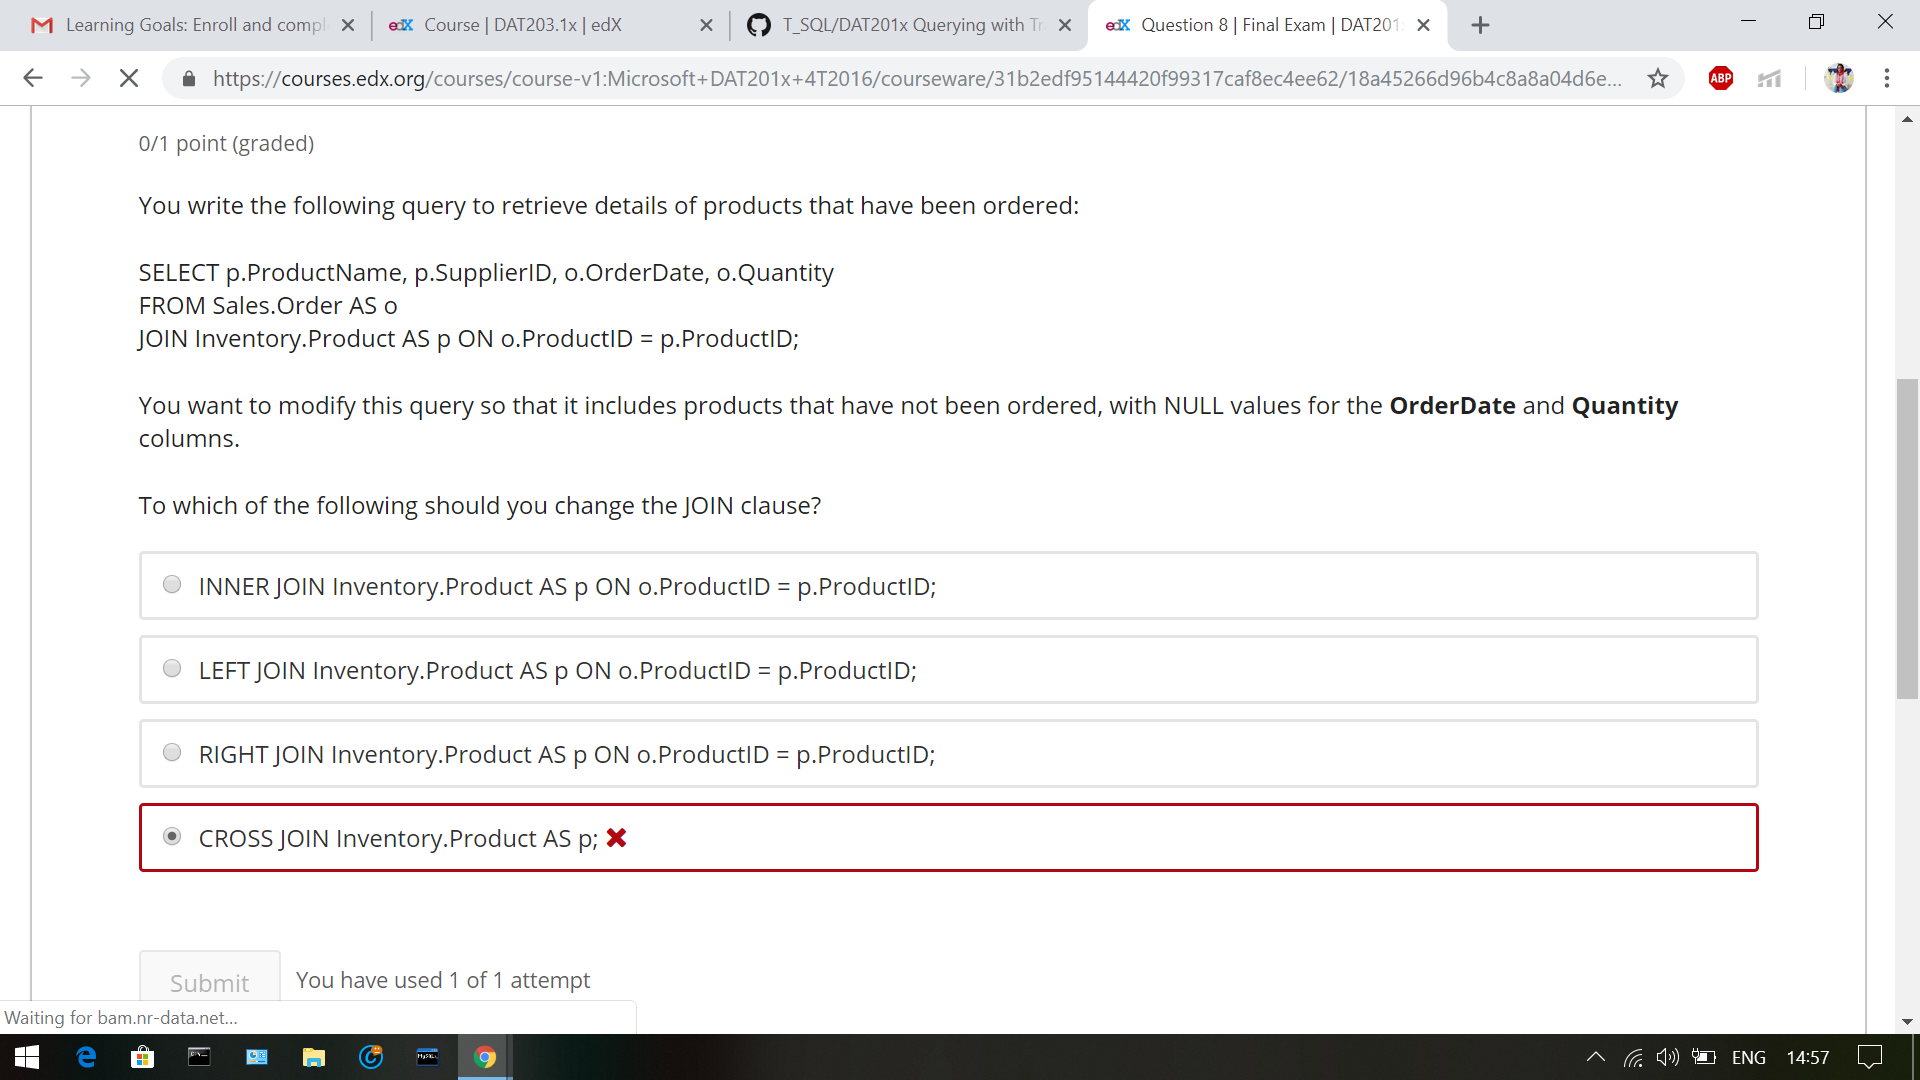 Learning Goals: Enroll and compl
edX Course | DAT203.1x | edX
T_SQL/DAT201x Querying with Tr
edX Question 8 | Final Exam | DAT201
https://courses.edx.org/courses/course-v1:Microsoft+DAT201x+4T2016/courseware/31b2edf95144420f99317caf8ec4ee62/18a45266d96b4c8a8a04d6e...
ABP
0/1 point (graded)
You write the following query to retrieve details of products that have been ordered:
SELECT p.ProductName, p.SupplierID, o.OrderDate, o.Quantity
FROM Sales.Order AS o
JOIN Inventory.Product AS p ON o.ProductID = p.ProductID;
You want to modify this query so that it includes products that have not been ordered, with NULL values for the OrderDate and Quantity
columns.
To which of the following should you change the JOIN clause?
INNER JOIN Inventory.Product AS p ON o.ProductID = p.ProductID;
LEFT JOIN Inventory.Product AS p ON o.ProductID = p.ProductID;
RIGHT JOIN Inventory.Product AS p ON o.ProductID = p.ProductID;
CROSS JOIN Inventory.Product AS p;
Submit
You have used 1 of 1 attempt
Waiting for bam.nr-data.net...
ENG
14:57